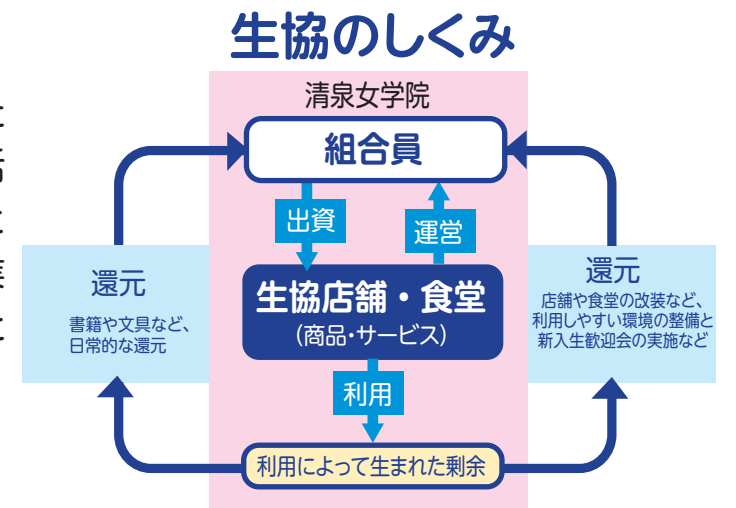 生協のしくみ
清泉女学院
組合員
出資
運営
還元
書籍や文具など、
日常的な還元
生協店舗・食堂
(商品・サービス)
還元
店舗や食堂の改装など、
利用しやすい環境の整備と
新入生歓迎会の実施など
利用
利用によって生まれた剰余